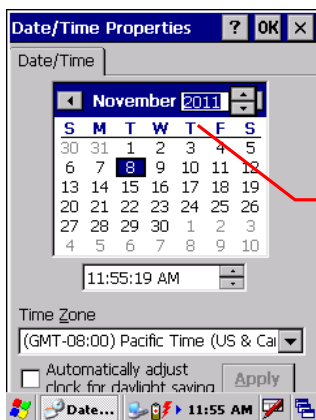 Date/Time Properties ? OK ×
Date/Time
November 2011
S M T W T F S
30 31 1 2 3 4 5
6 7 8 9 10 11 12
13 14 15 16 17 18 19
20 21 22 23 24 25 26
27 28 29 30 1 2 3
4 5 6 7 8 9 10
11:55:19 AM
Time Zone
(GMT-08:00) Pacific Time (US & Ca
Automatically adjust
clock for daylight saving
Apply
Date... 11:55 AM